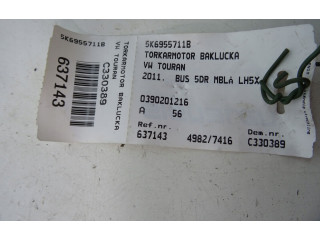 5K6955711B
TORKARMOTOR BAKLUCKA
VW TOURAN
637143
C330389
5K6955711B
TORKARMOTOR BAKLUCKA
VW TOURAN
2011. BUS 5DR MBLÅ LH5X
0390201216
A 56
Ref.nr. Dem.nr.
637143 4982/7416 C330389